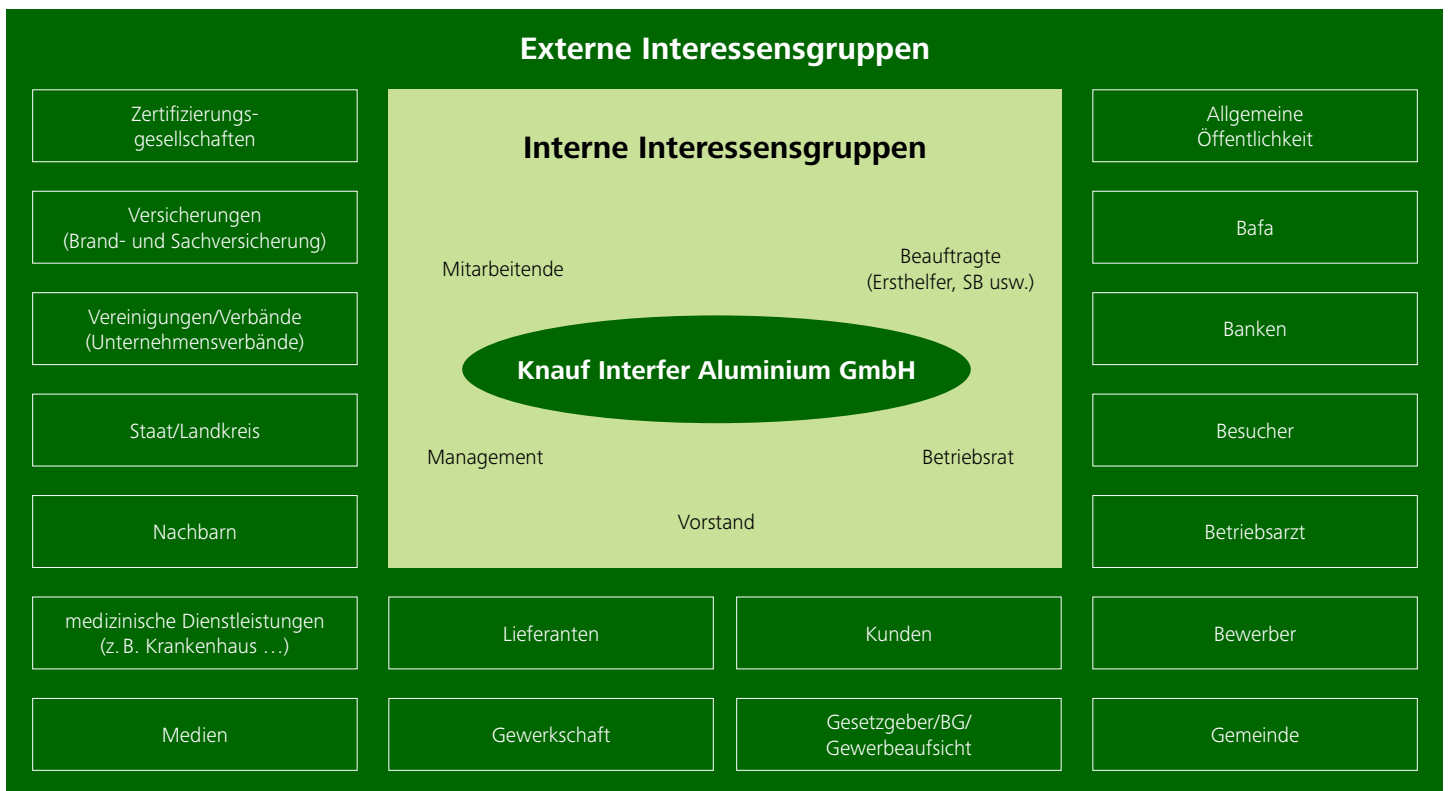 Externe Interessensgruppen
Zertifizierungs-
gesellschaften
Versicherungen
(Brand- und Sachversicherung)
Vereinigungen/Verbände
(Unternehmensverbände)
Staat/Landkreis
Nachbarn
medizinische Dienstleistungen
(z. B. Krankenhaus …)
Medien
Interne Interessensgruppen
Mitarbeitende
Beauftragte
(Ersthelfer, SB usw.)
Knauf Interfer Aluminium GmbH
Management
Betriebsrat
Vorstand
Lieferanten
Kunden
Gewerkschaft
Gesetzgeber/BG/
Gewerbeaufsicht
Allgemeine
Öffentlichkeit
Bafa
Banken
Besucher
Betriebsarzt
Bewerber
Gemeinde